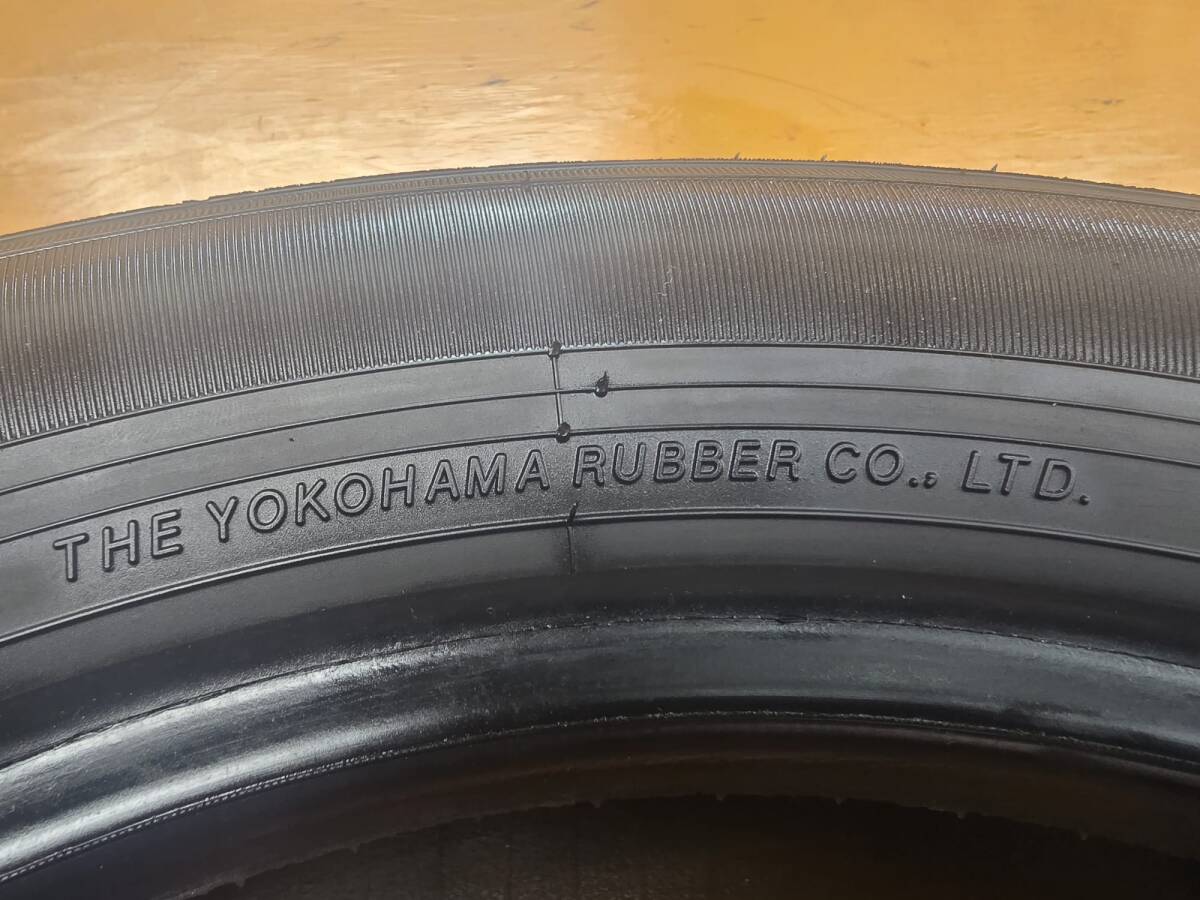 THE YOKOHAMA RUBBER CO., LTD.